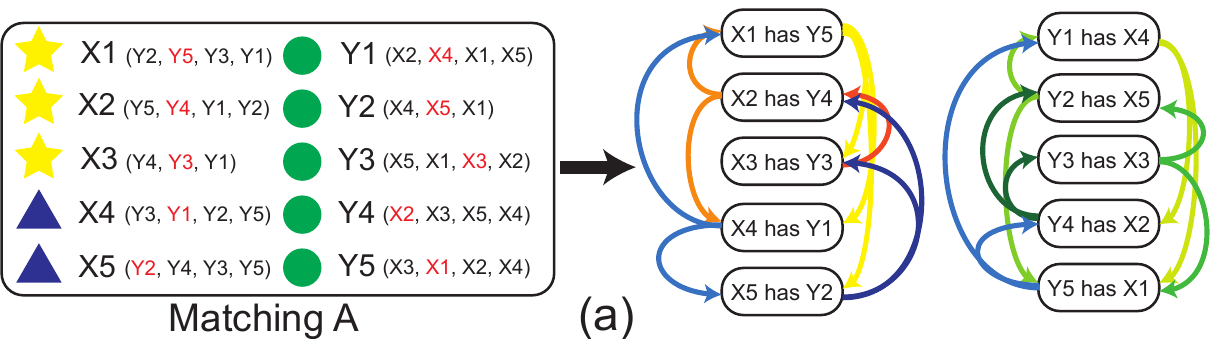 X1 (Y2, Y5, Y3, Y1) Y1 (X2, X4, X1, X5)
X2 (Y5, Y4, Y1, Y2) Y2 (X4, X5, X1)
X3 (Y4, Y3, Y1) Y3 (X5, X1, X3, X2)
X4 (Y3, Y1, Y2, Y5) Y4 (X2, X3, X5, X4)
X5 (Y2, Y4, Y3, Y5) Y5 (X3, X1, X2, X4)
Matching A
(a)
X1 has Y5
X2 has Y4
X3 has Y3
X4 has Y1
X5 has Y2
Y1 has X4
Y2 has X5
Y3 has X3
Y4 has X2
Y5 has X1